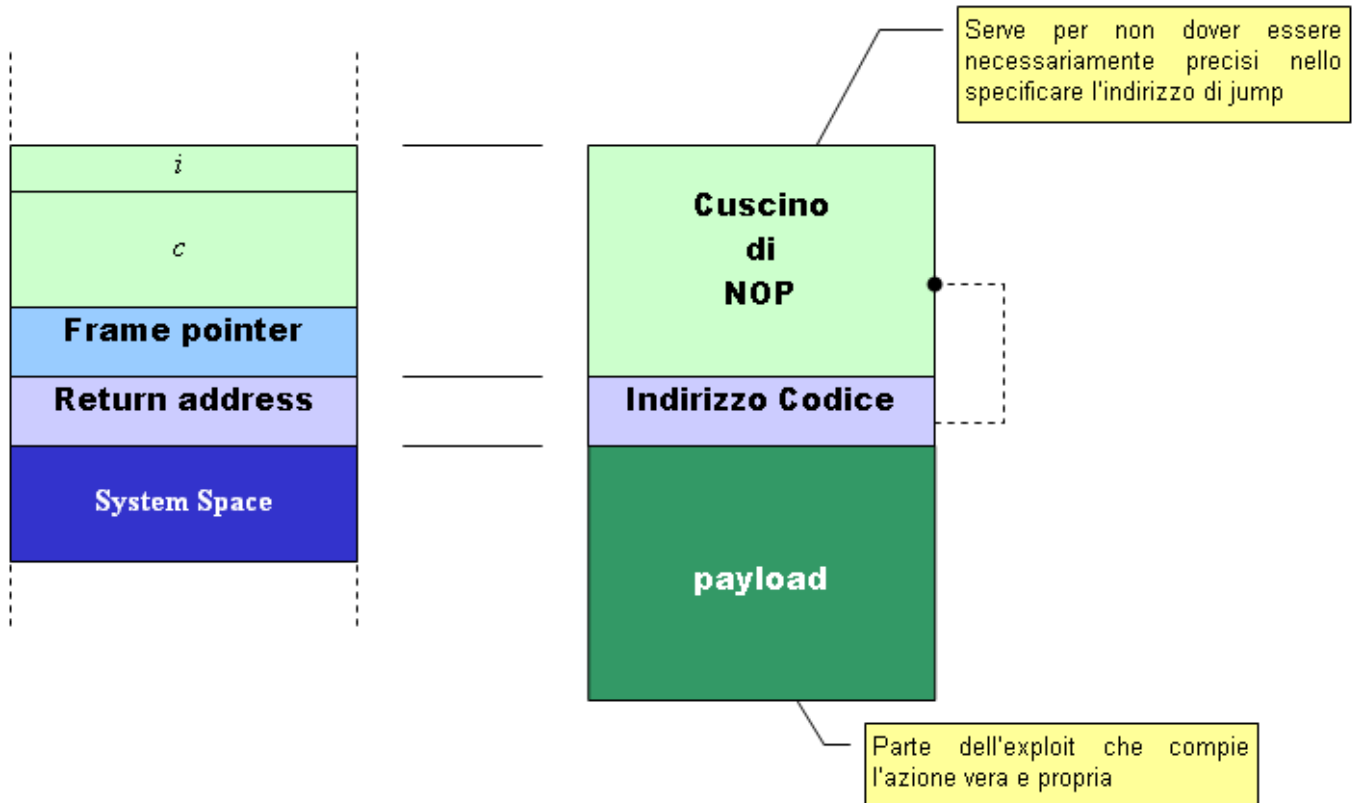 Serve per non dover essere
necessariamente precisi nello
specificare l'indirizzo di jump
i
c
Frame pointer
Return address
System Space
Cuscino
di
NOP
Indirizzo Codice
payload
Parte dell'exploit che compie
l'azione vera e propria